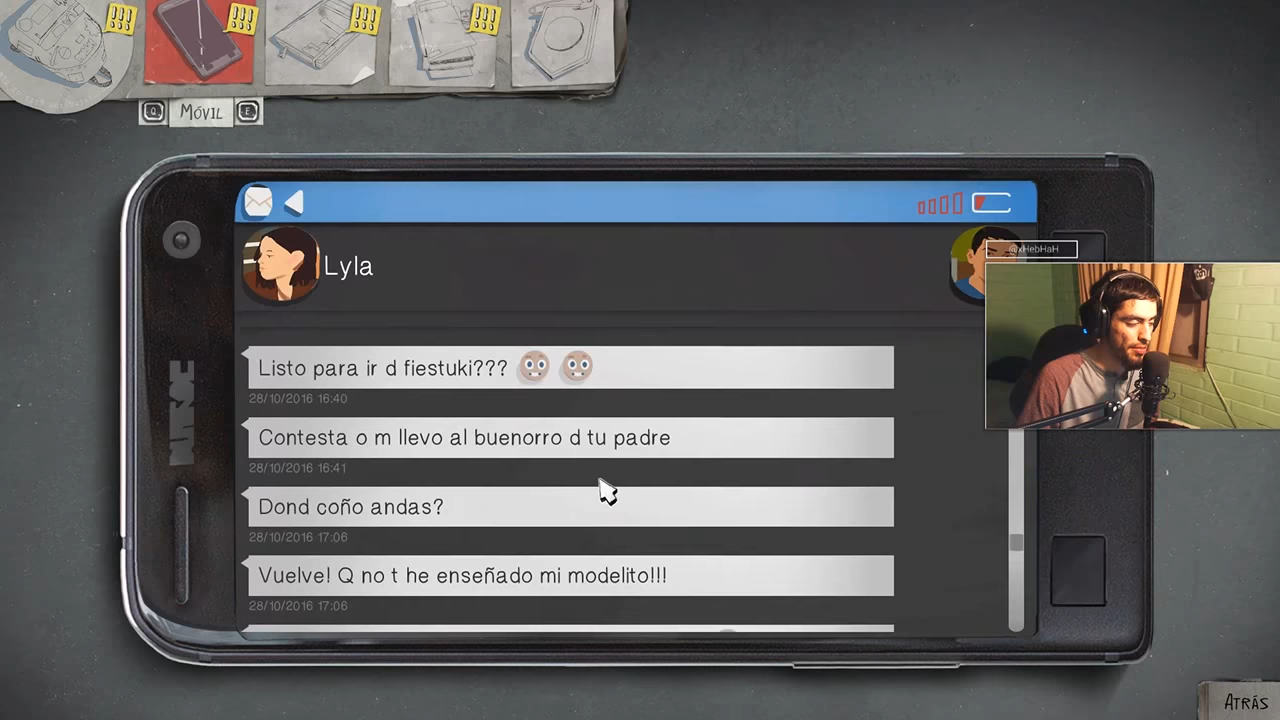 !!! !!! !!! !!!
Q MÓVIL E
Lyla
@xHebHaH
Listo para ir d fiestuki???
28/10/2016 16:40
Contesta o m llevo al buenorro d tu padre
28/10/2016 16:41
Dond coño andas?
28/10/2016 17:06
Vuelve! Q no t he enseñado mi modelito!!!
28/10/2016 17:06
ATRÁS